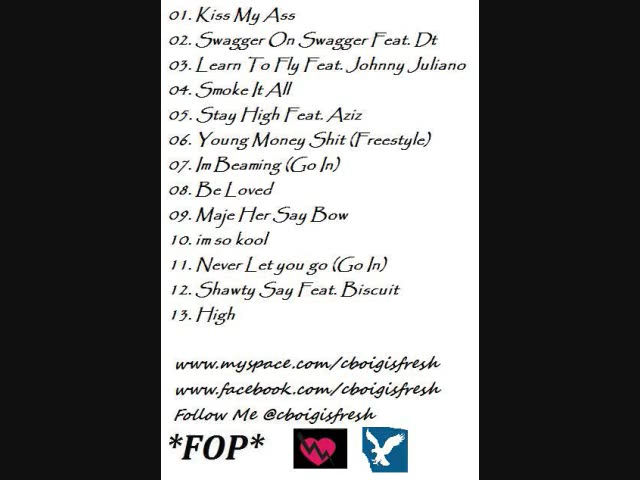 01. Kiss My Ass
02. Swagger On Swagger Feat. Dt
03. Learn To Fly Feat. Johnny Juliano
04. Smoke It All
05. Stay High Feat. Aziz
06. Young Money Shit (Freestyle)
07. Im Beaming (Go In)
08. Be Loved
09. Maje Her Say Bow
10. im so kool
11. Never Let you go (Go In)
12. Shawty Say Feat. Biscuit
13. High
www.myspace.com/cboigisfresh
www.facebook.com/cboigisfresh
Follow Me @cboigisfresh
*FOP*